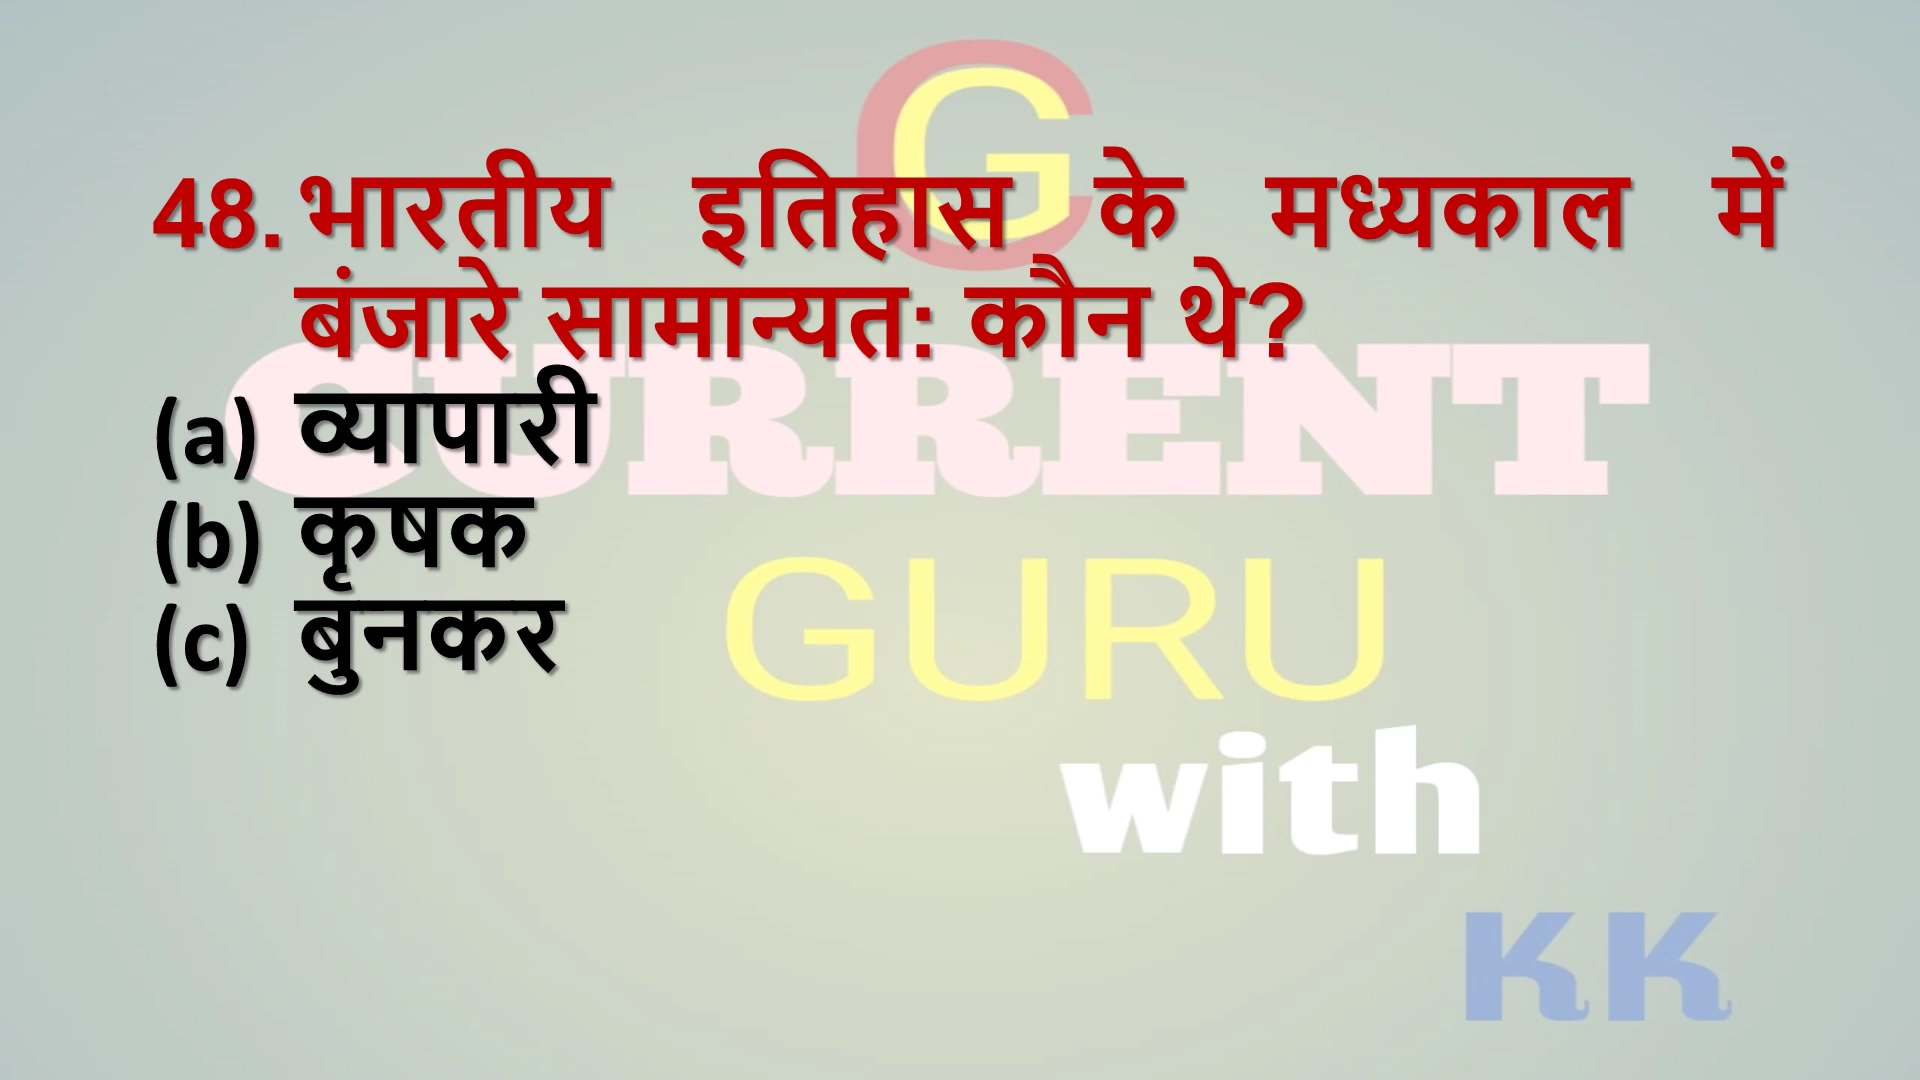 G
48. भारतीय इतिहास के मध्यकाल में
बंजारे सामान्यत: कौन थे?
CURRENT
(a) व्यापारी
(b) कृषक
GURU
(c) बुनकर
with
KK